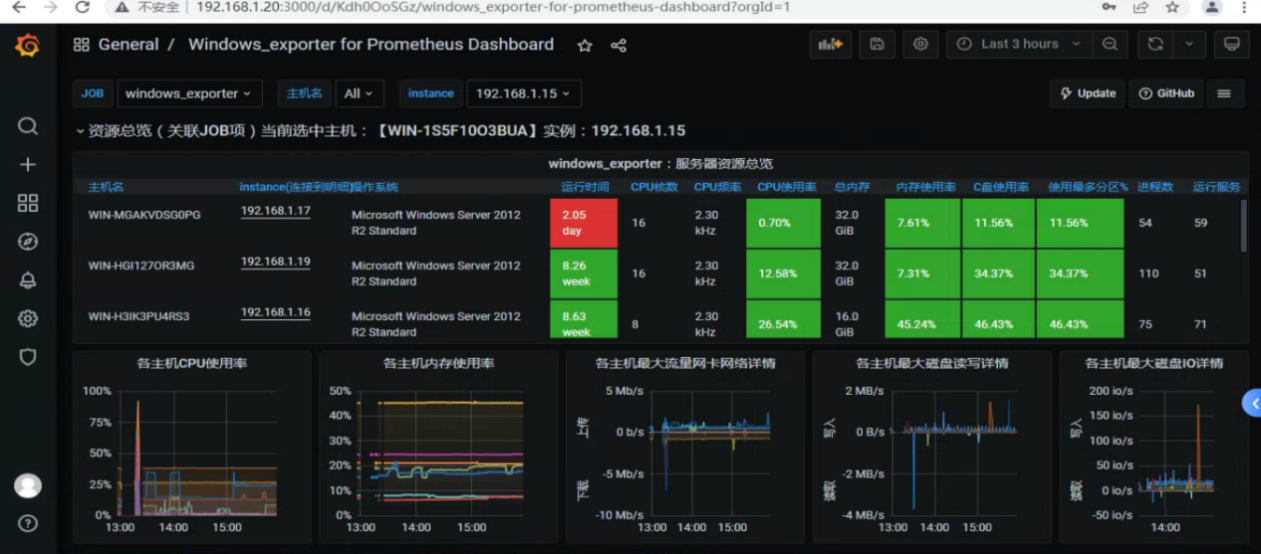 不安全 | 192.168.1.20:3000/d/Kdh0OoSGz/windows_exporter-for-prometheus-dashboard?orgId=1
General / Windows_exporter for Prometheus Dashboard
Last 3 hours
JOB windows_exporter 主机名 All instance 192.168.1.15 Update GitHub
资源总览(关联JOB项)当前选中主机:【WIN-1S5F10O3BUA】实例:192.168.1.15
windows_exporter:服务器资源总览
主机名 instance(连接到明细)操作系统 运行时间 CPU核数 CPU频率 CPU使用率 总内存 内存使用率 C盘使用率 使用最多分区% 进程数 运行服务
WIN-MGAKVDSG0PG 192.168.1.17 Microsoft Windows Server 2012 R2 Standard 2.05 day 16 2.30 kHz 0.70% 32.0 GiB 7.61% 11.56% 11.56% 54 59
WIN-HGI127OR3MG 192.168.1.19 Microsoft Windows Server 2012 R2 Standard 8.26 week 16 2.30 kHz 12.58% 32.0 GiB 7.31% 34.37% 34.37% 110 51
WIN-H3IK3PU4RS3 192.168.1.16 Microsoft Windows Server 2012 R2 Standard 8.63 week 8 2.30 kHz 26.54% 16.0 GiB 45.24% 46.43% 46.43% 75 71
各主机CPU使用率
100%
75%
50%
25%
0%
13:00 14:00 15:00
各主机内存使用率
50%
40%
30%
20%
10%
0%
13:00 14:00 15:00
各主机最大流量网卡网络详情
上传
下载
5 Mb/s
0 b/s
-5 Mb/s
-10 Mb/s
13:00 14:00 15:00
各主机最大磁盘读写详情
写入
读取
2 MB/s
0 B/s
-2 MB/s
-4 MB/s
13:00 14:00 15:00
各主机最大磁盘IO详情
写入
读取
200 io/s
150 io/s
100 io/s
50 io/s
0 io/s
-50 io/s
14:00